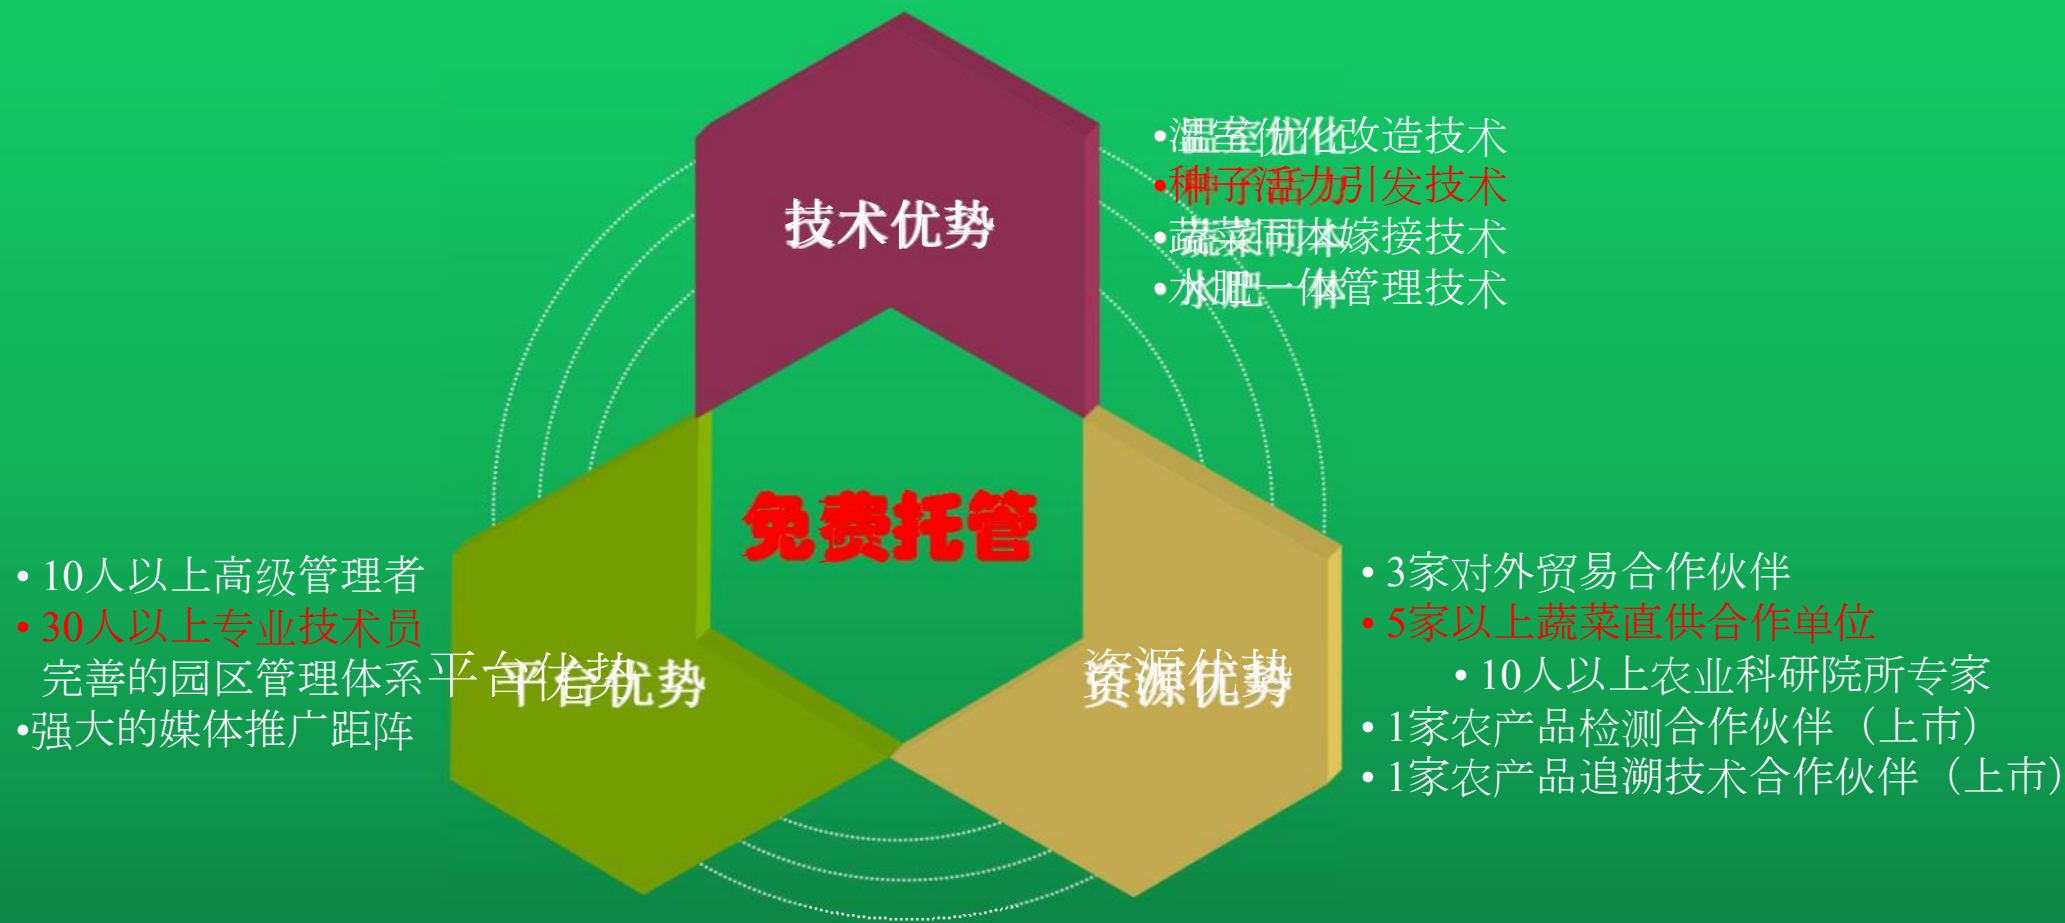 •温室优化改造技术
•种子活力引发技术
•蔬菜同本嫁接技术
•水肥一体管理技术
技术优势
免费托管
• 10人以上高级管理者
• 30人以上专业技术员
完善的园区管理体系
•强大的媒体推广距阵
平台优势
资源优势
• 3家对外贸易合作伙伴
• 5家以上蔬菜直供合作单位
• 10人以上农业科研院所专家
• 1家农产品检测合作伙伴（上市）
• 1家农产品追溯技术合作伙伴（上市）